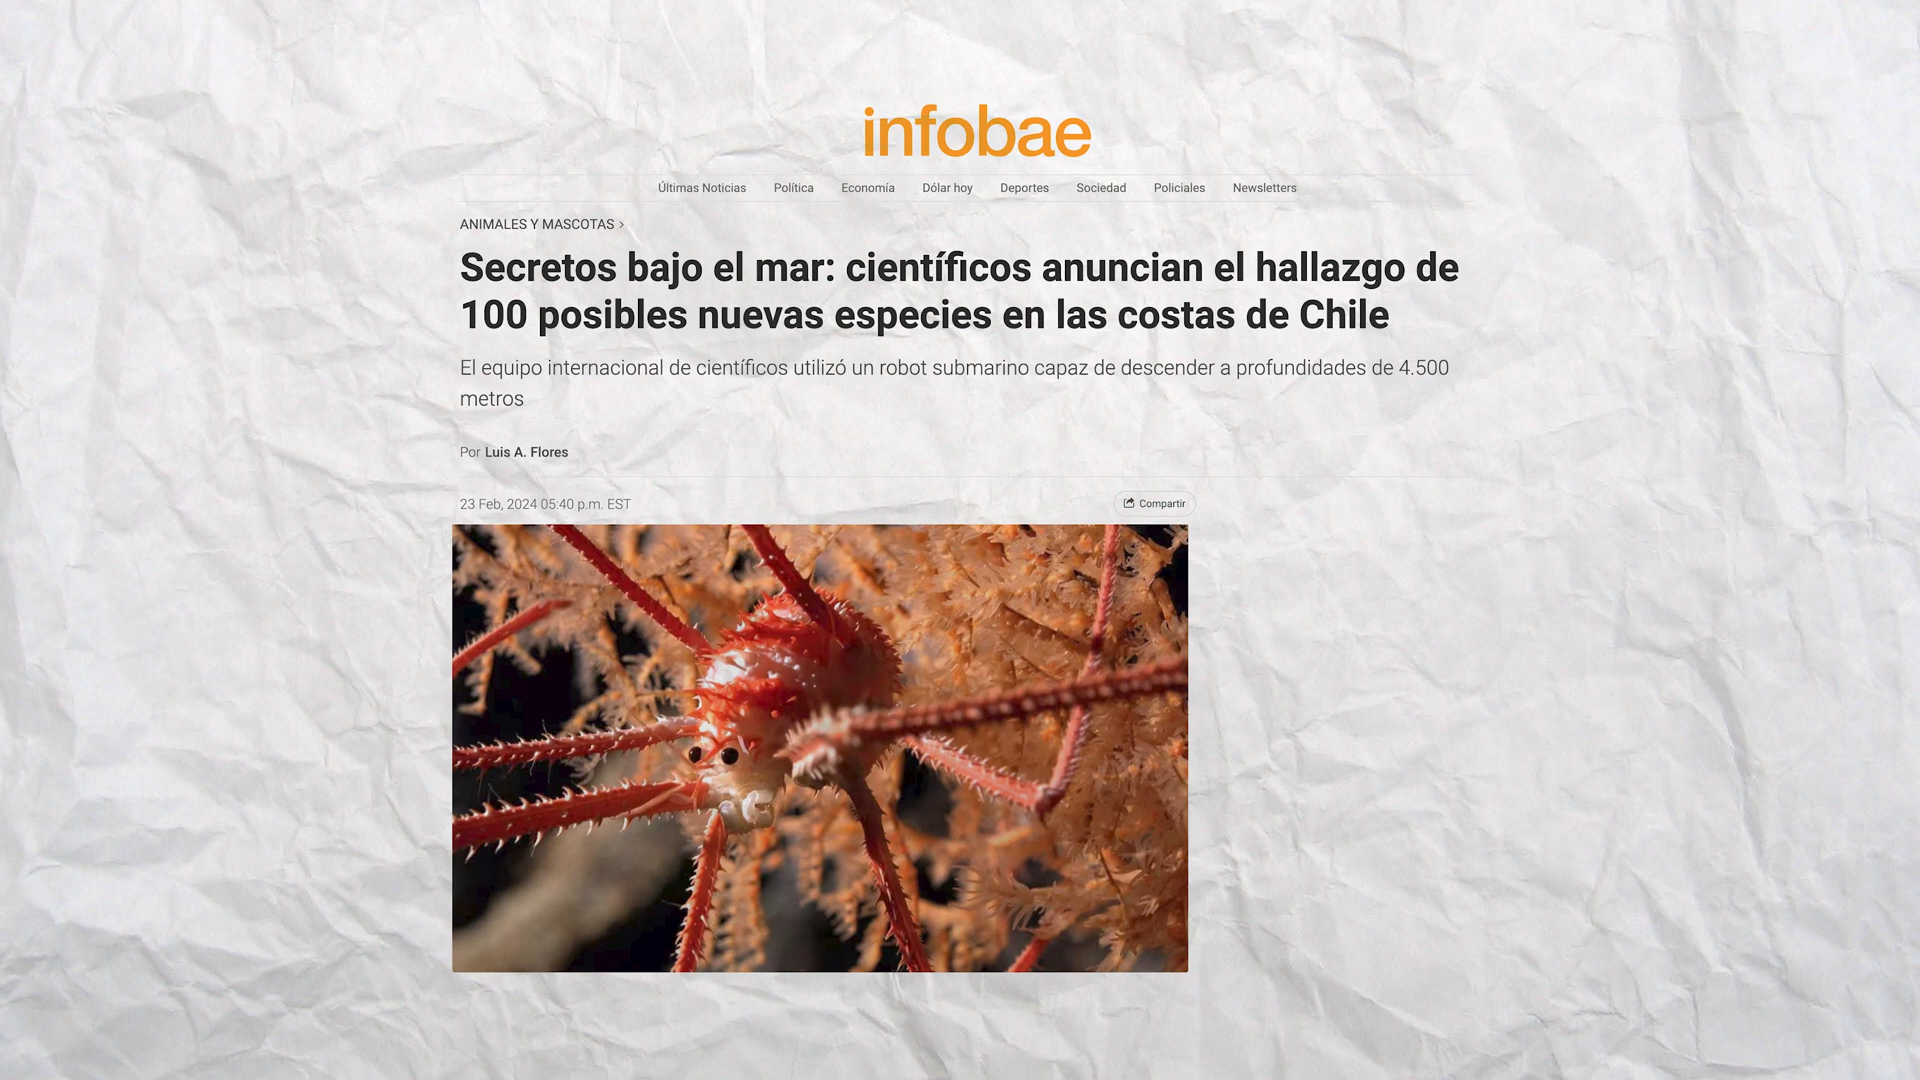 infobae
Últimas Noticias Política Economía Dólar hoy Deportes Sociedad Policiales Newsletters
ANIMALES Y MASCOTAS >
Secretos bajo el mar: científicos anuncian el hallazgo de
100 posibles nuevas especies en las costas de Chile
El equipo internacional de científicos utilizó un robot submarino capaz de descender a profundidades de 4.500
metros
Por Luis A. Flores
23 Feb, 2024 05:40 p.m. EST
Compartir